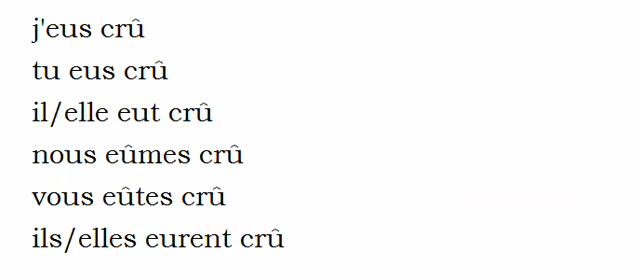 j'eus crû
tu eus crû
il/elle eut crû
nous eûmes crû
vous eûtes crû
ils/elles eurent crû